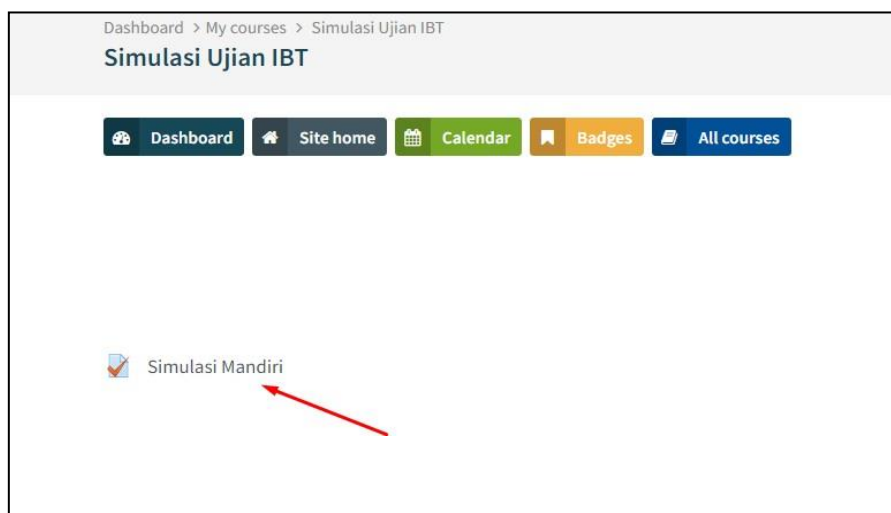 Dashboard > My courses > Simulasi Ujian IBT
Simulasi Ujian IBT
Dashboard Site home Calendar Badges All courses
Simulasi Mandiri